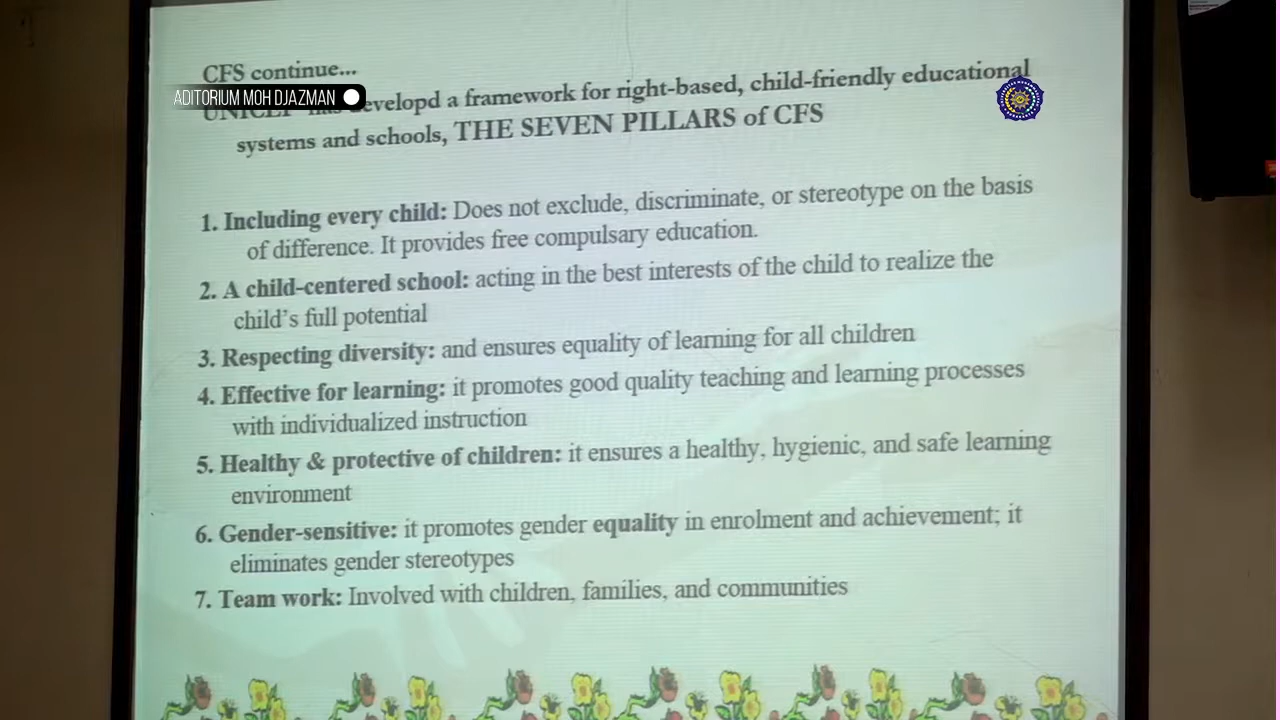 CFS continue...
ADITORIUM MOH DJAZMAN
UNICEF has developd a framework for right-based, child-friendly educational
systems and schools, THE SEVEN PILLARS of CFS
1. Including every child: Does not exclude, discriminate, or stereotype on the basis
of difference. It provides free compulsary education.
2. A child-centered school: acting in the best interests of the child to realize the
child's full potential
3. Respecting diversity: and ensures equality of learning for all children
4. Effective for learning: it promotes good quality teaching and learning processes
with individualized instruction
5. Healthy & protective of children: it ensures a healthy, hygienic, and safe learning
environment
6. Gender-sensitive: it promotes gender equality in enrolment and achievement; it
eliminates gender stereotypes
7. Team work: Involved with children, families, and communities